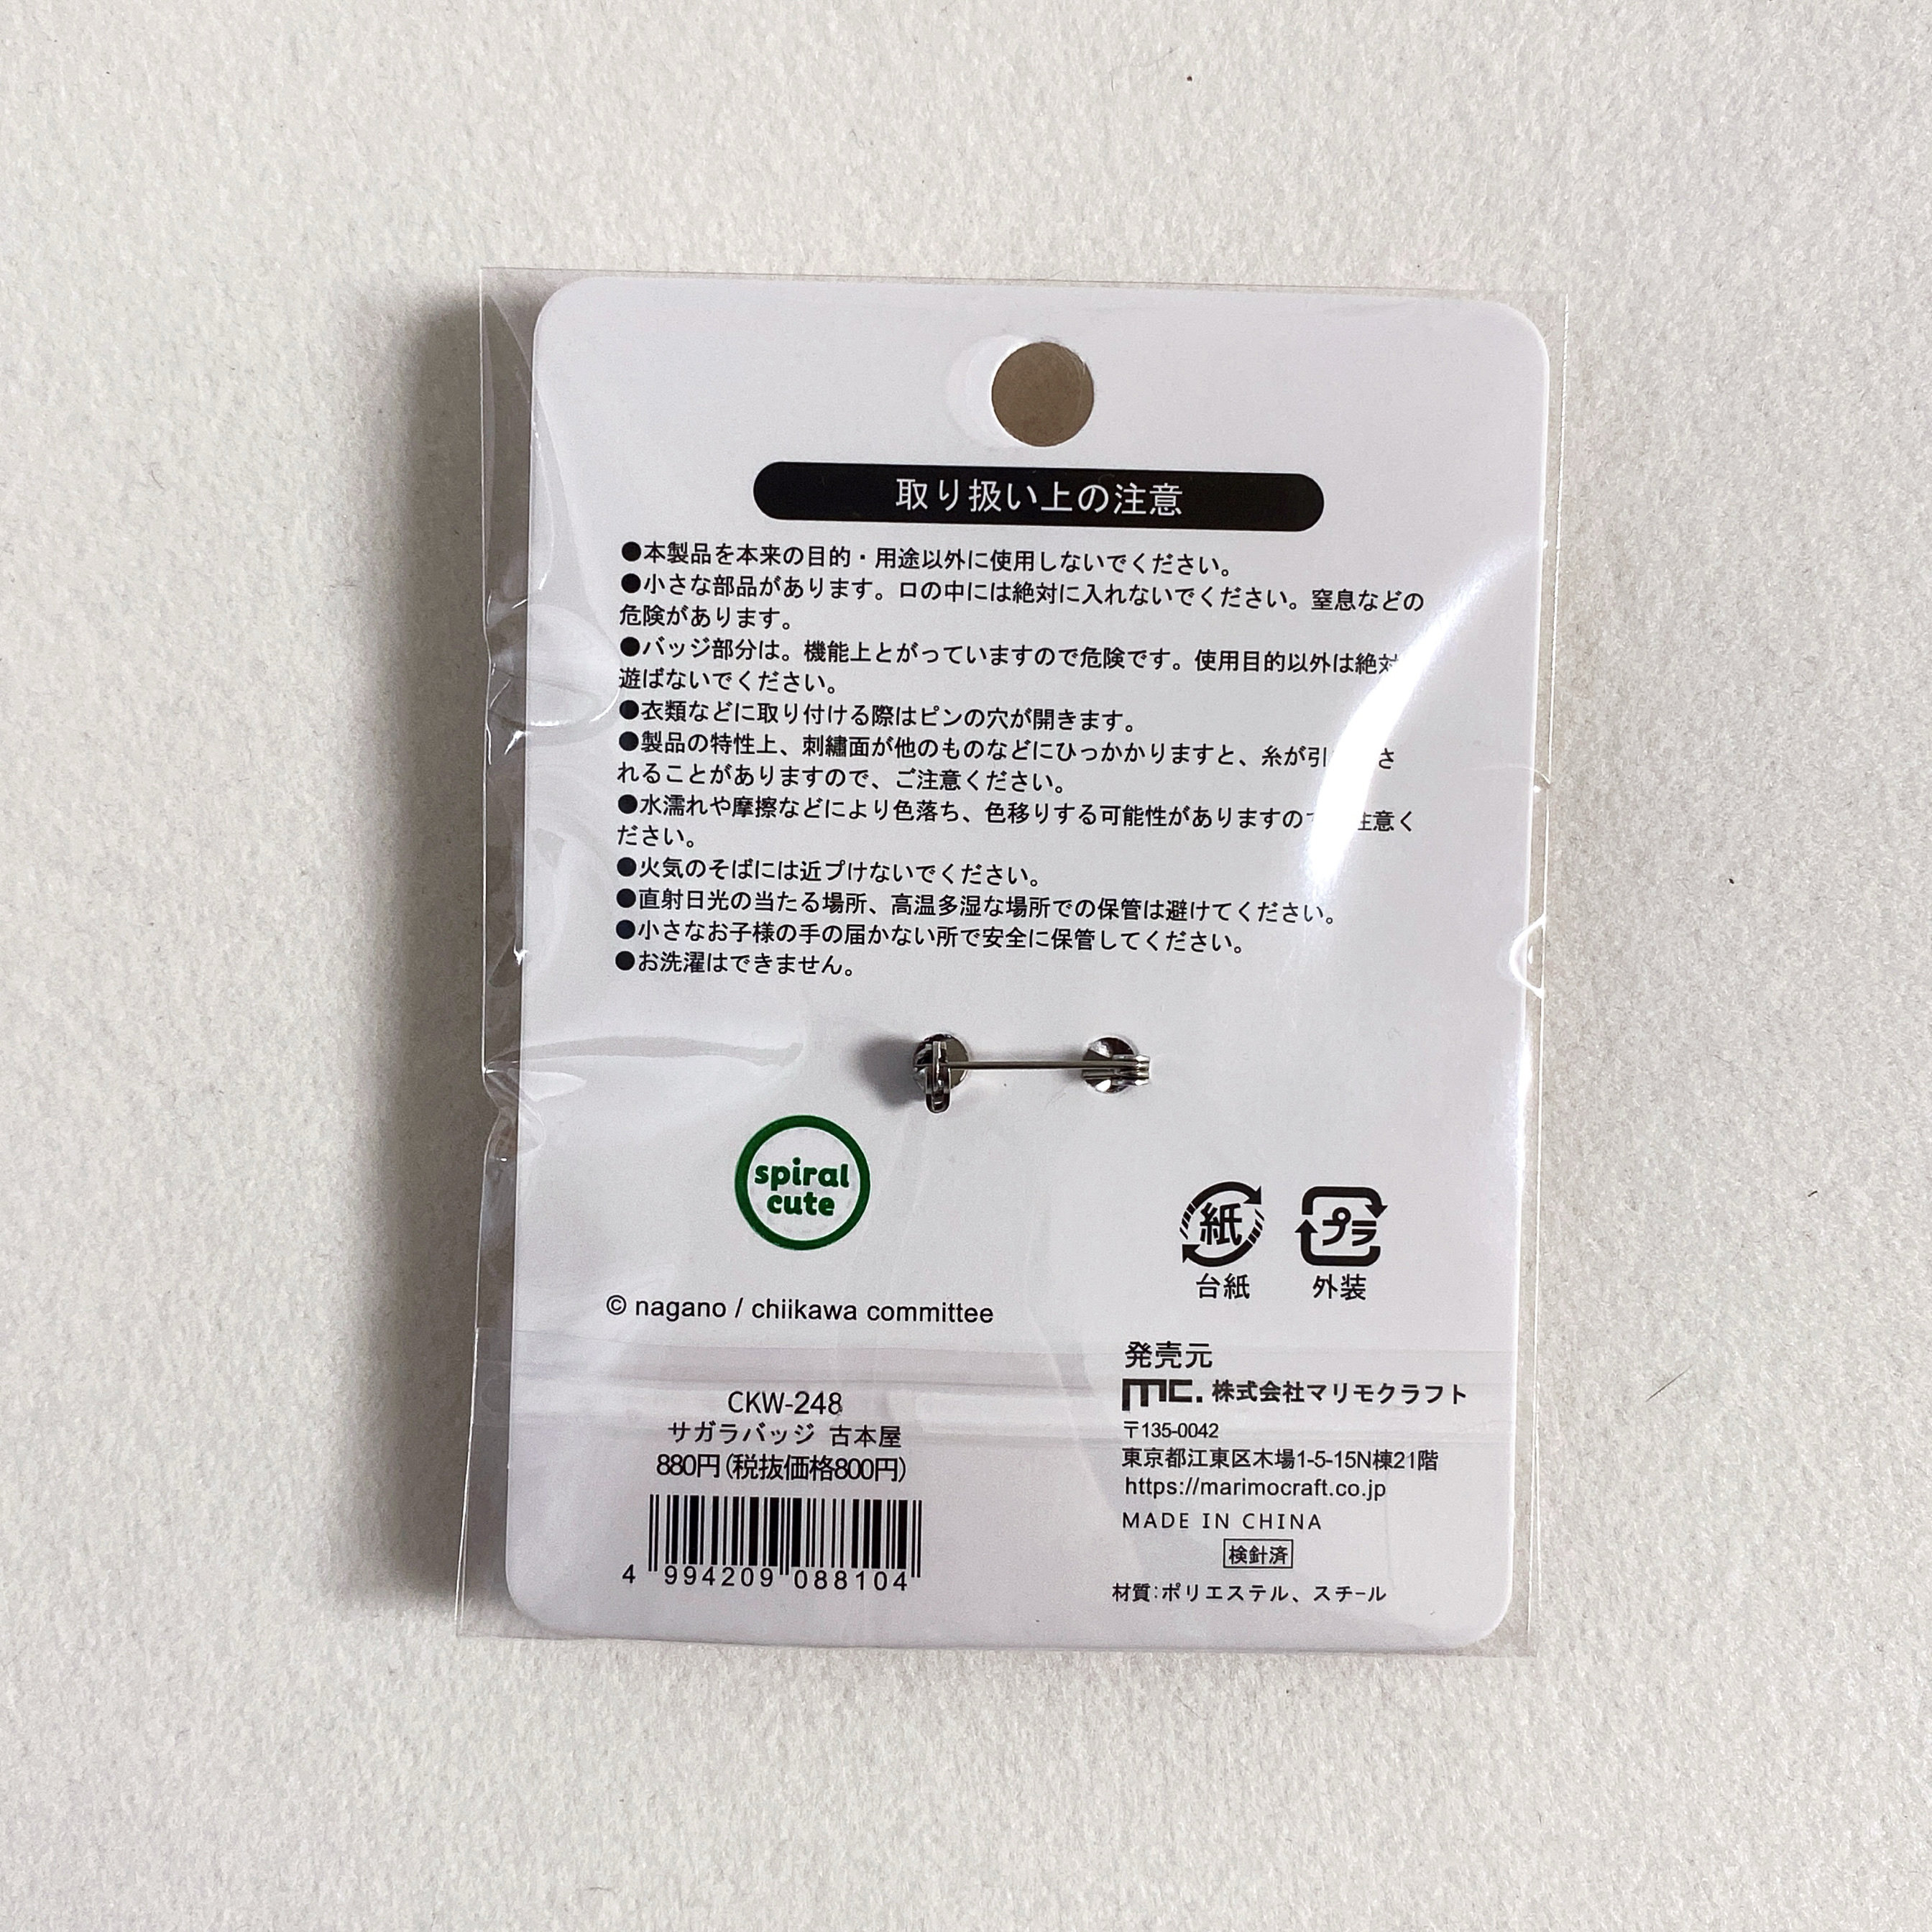 取り扱い上の注意
●本製品を本来の目的・用途以外に使用しないでください。
●小さな部品があります。口の中には絶対に入れないでください。窒息などの
危険があります。
●バッジ部分は。機能上とがっていますので危険です。使用目的以外は絶対
遊ばないでください。
●衣類などに取り付ける際はピンの穴が開きます。
●製品の特性上、刺繡面が他のものなどにひっかかりますと、糸が引 さ
れることがありますので、ご注意ください。
●水濡れや摩擦などにより色落ち、色移りする可能性がありますの 注意く
ださい。
●火気のそばには近プけないでください。
●直射日光の当たる場所、高温多湿な場所での保管は避けてください。
●小さなお子様の手の届かない所で安全に保管してください。
●お洗濯はできません。
spiral
cute
紙 プラ
台紙 外装
© nagano / chiikawa committee
CKW-248
サガラバッジ 古本屋
880円(税抜価格800円)
4 994209 088104
発売元
mc. 株式会社マリモクラフト
〒135-0042
東京都江東区木場1-5-15N棟21階
https://marimocraft.co.jp
MADE IN CHINA
検針済
材質:ポリエステル、スチール